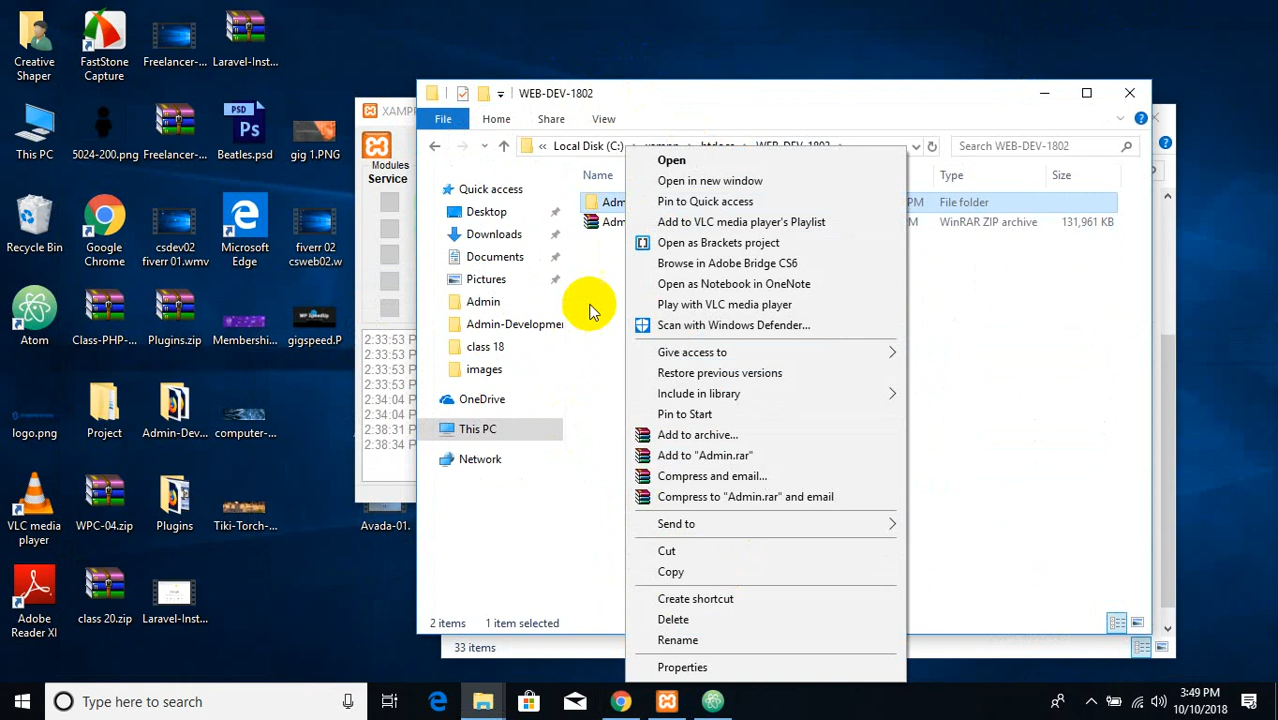 Creative Shaper
FastStone Capture
Freelancer-...
Laravel-Inst...
This PC
5024-200.png
Freelancer-...
PSD
Ps
Beatles.psd
gig 1.PNG
Recycle Bin
Google Chrome
csdev02 fiverr 01.wmv
Microsoft Edge
fiverr 02 csweb02.w
Atom
Class-PHP-...
Plugins.zip
Membershi...
gigspeed.P
logo.png
Project
Admin-Dev...
computer-...
VLC media player
WPC-04.zip
Plugins
Tiki-Torch-...
Avada-01.
Adobe Reader XI
class 20.zip
Laravel-Inst...
XAMPP
Modules
Service
2:33:53 P
2:33:53 P
2:33:53 P
2:33:53 P
2:34:04 P
2:34:04 P
2:38:31 P
2:38:34 P
WEB-DEV-1802
File
Home
Share
View
« Local Disk (C:)
Search WEB-DEV-1802
Name
Type
Size
Adm
PM
File folder
Adm
M
WinRAR ZIP archive
131,961 KB
Quick access
Desktop
Downloads
Documents
Pictures
Admin
Admin-Developme
class 18
images
OneDrive
This PC
Network
Open
Open in new window
Pin to Quick access
Add to VLC media player's Playlist
Open as Brackets project
Browse in Adobe Bridge CS6
Open as Notebook in OneNote
Play with VLC media player
Scan with Windows Defender...
Give access to
Restore previous versions
Include in library
Pin to Start
Add to archive...
Add to "Admin.rar"
Compress and email...
Compress to "Admin.rar" and email
Send to
Cut
Copy
Create shortcut
Delete
Rename
Properties
2 items
1 item selected
33 items
Type here to search
3:49 PM
10/10/2018